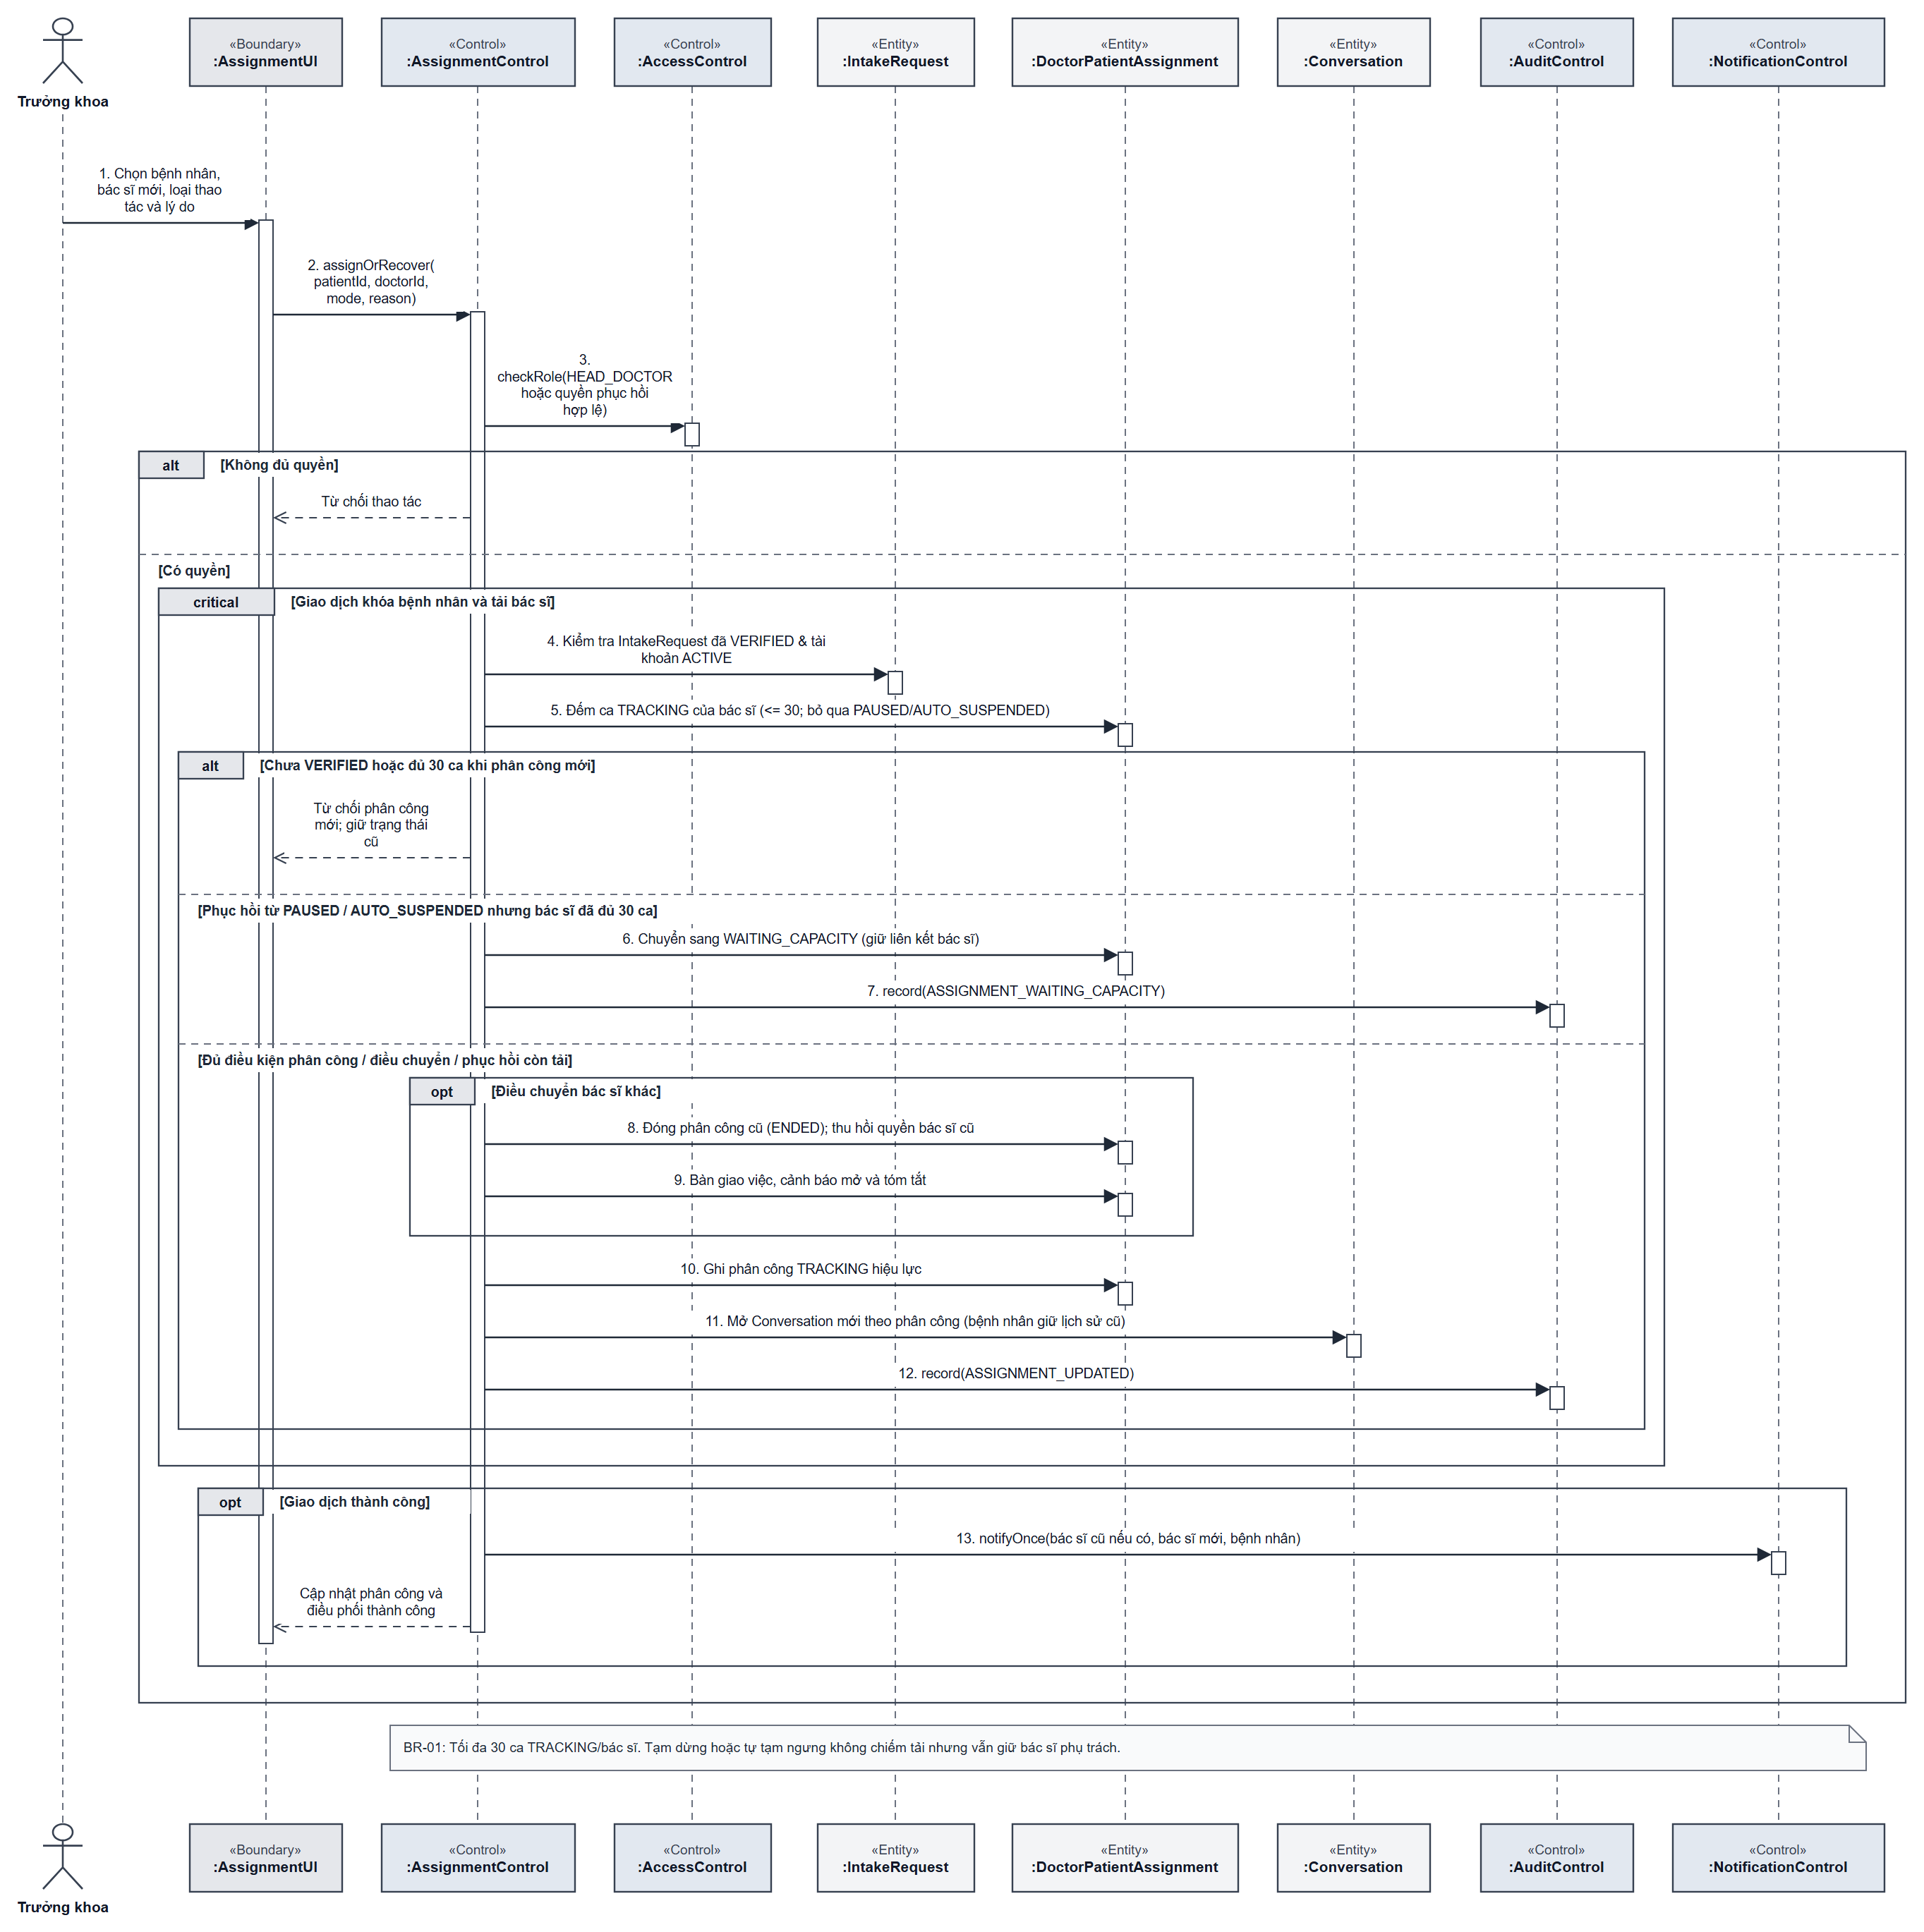 «Boundary»
:AssignmentUI
«Control»
:AssignmentControl
«Control»
:AccessControl
«Entity»
:IntakeRequest
«Entity»
:DoctorPatientAssignment
«Entity»
:Conversation
«Control»
:AuditControl
«Control»
:NotificationControl
Trưởng khoa
1. Chọn bệnh nhân,
bác sĩ mới, loại thao
tác và lý do
2. assignOrRecover(
patientId, doctorId,
mode, reason)
3.
checkRole(HEAD_DOCTOR
hoặc quyền phục hồi
hợp lệ)
alt
[Không đủ quyền]
Từ chối thao tác
[Có quyền]
critical
[Giao dịch khóa bệnh nhân và tải bác sĩ]
4. Kiểm tra IntakeRequest đã VERIFIED & tài
khoản ACTIVE
5. Đếm ca TRACKING của bác sĩ (<= 30; bỏ qua PAUSED/AUTO_SUSPENDED)
alt
[Chưa VERIFIED hoặc đủ 30 ca khi phân công mới]
Từ chối phân công
mới; giữ trạng thái
cũ
[Phục hồi từ PAUSED / AUTO_SUSPENDED nhưng bác sĩ đã đủ 30 ca]
6. Chuyển sang WAITING_CAPACITY (giữ liên kết bác sĩ)
7. record(ASSIGNMENT_WAITING_CAPACITY)
[Đủ điều kiện phân công / điều chuyển / phục hồi còn tải]
opt
[Điều chuyển bác sĩ khác]
8. Đóng phân công cũ (ENDED); thu hồi quyền bác sĩ cũ
9. Bàn giao việc, cảnh báo mở và tóm tắt
10. Ghi phân công TRACKING hiệu lực
11. Mở Conversation mới theo phân công (bệnh nhân giữ lịch sử cũ)
12. record(ASSIGNMENT_UPDATED)
opt
[Giao dịch thành công]
13. notifyOnce(bác sĩ cũ nếu có, bác sĩ mới, bệnh nhân)
Cập nhật phân công và
điều phối thành công
BR-01: Tối đa 30 ca TRACKING/bác sĩ. Tạm dừng hoặc tự tạm ngưng không chiếm tải nhưng vẫn giữ bác sĩ phụ trách.
«Boundary»
:AssignmentUI
«Control»
:AssignmentControl
«Control»
:AccessControl
«Entity»
:IntakeRequest
«Entity»
:DoctorPatientAssignment
«Entity»
:Conversation
«Control»
:AuditControl
«Control»
:NotificationControl
Trưởng khoa